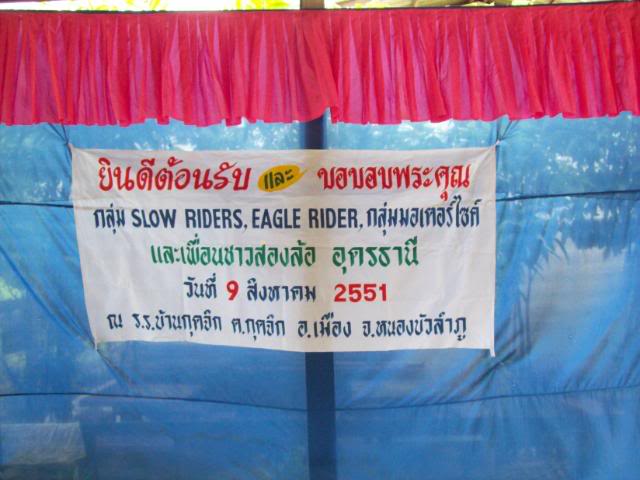 ยินดีต้อนรับ และ ขอขอบพระคุณ
กลุ่ม SLOW RIDERS, EAGLE RIDER, กลุ่มมอเตอร์ไซค์
และเพื่อนชาวสองล้อ อุดรธานี
วันที่ 9 สิงหาคม 2551
ณ ร.ร.บ้านกุดจิก ต.กุดจิก อ.เมือง จ.หนองบัวลำภู